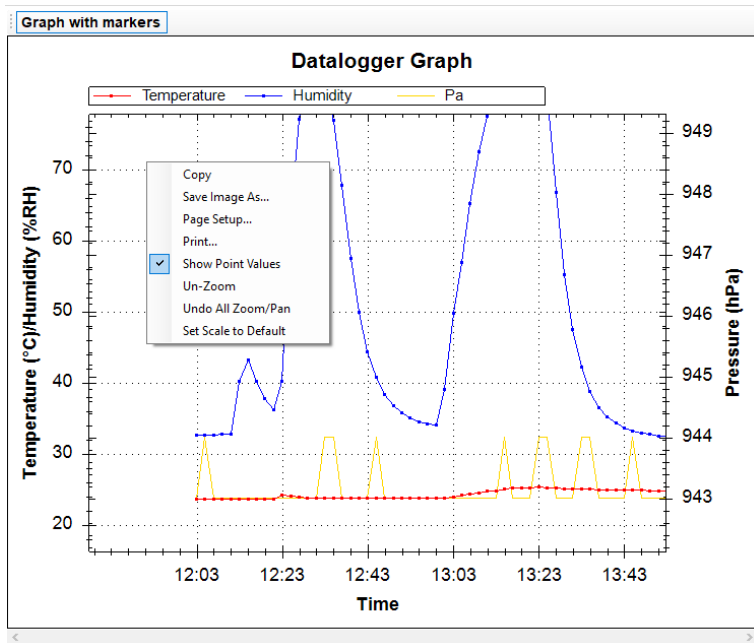 Graph with markers
Datalogger Graph
Temperature Humidity Pa
Temperature (°C)/Humidity (%RH)
70
60
50
40
30
20
Copy
Save Image As...
Page Setup...
Print...
Show Point Values
Un-Zoom
Undo All Zoom/Pan
Set Scale to Default
949
948
947
946
945
944
943
Pressure (hPa)
12:03 12:23 12:43 13:03 13:23 13:43
Time